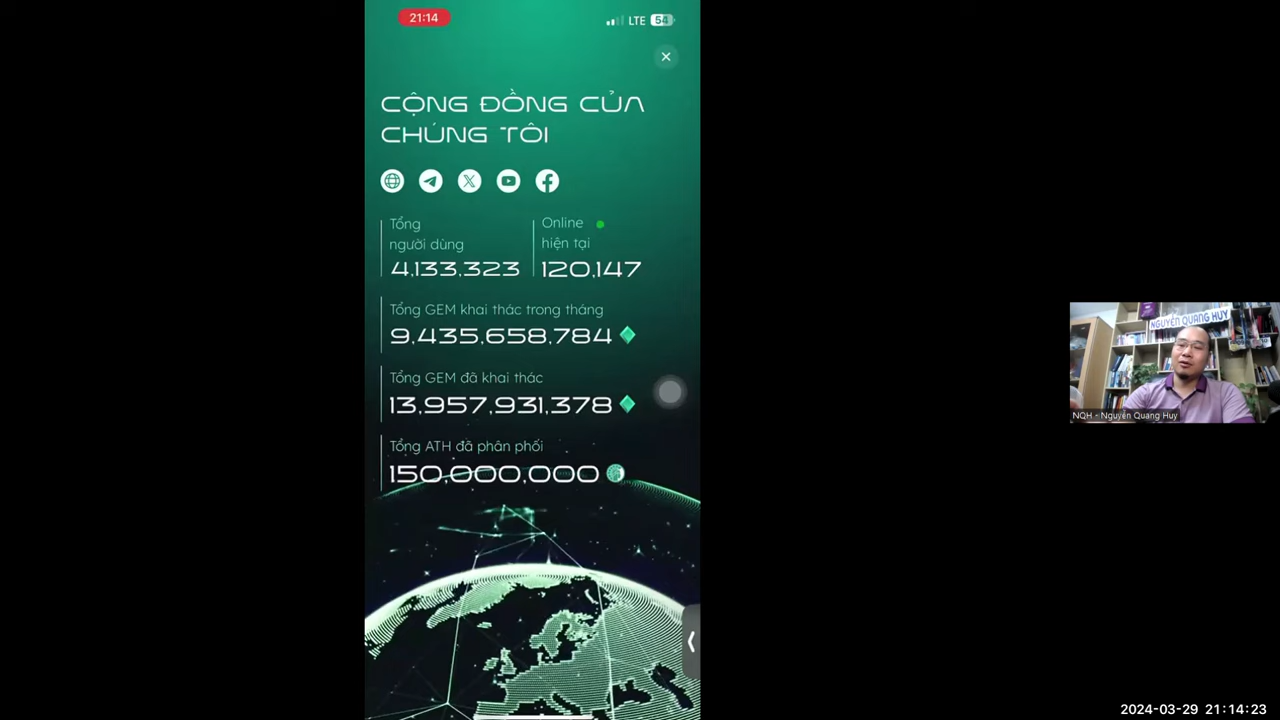 21:14
LTE 54
CỘNG ĐỒNG CỦA
CHÚNG TÔI
Tổng
người dùng
4,133,323
Online
hiện tại
120,147
Tổng GEM khai thác trong tháng
9,435,658,784
Tổng GEM đã khai thác
13,957,931,378
Tổng ATH đã phân phối
150,000,000
NGUYỄN QUANG HUY
NQH - Nguyễn Quang Huy
2024-03-29 21:14:23